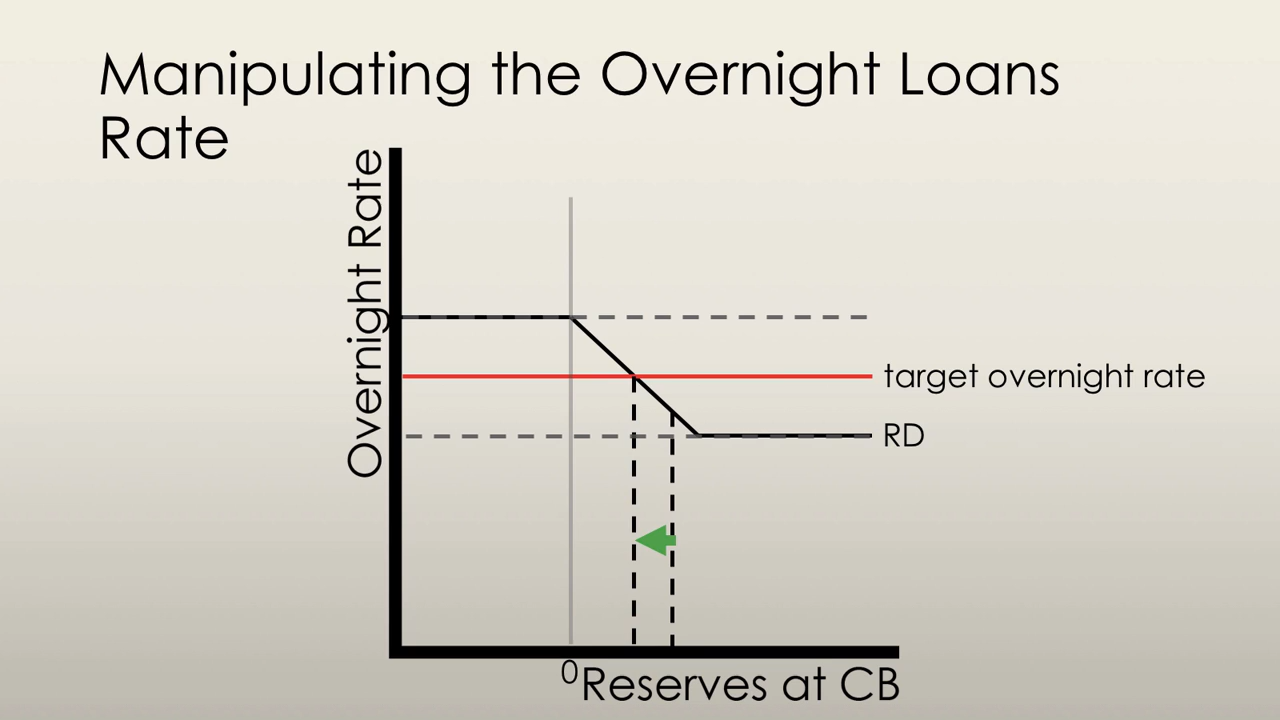 Manipulating the Overnight Loans
Rate
Overnight Rate
target overnight rate
RD
0
Reserves at CB